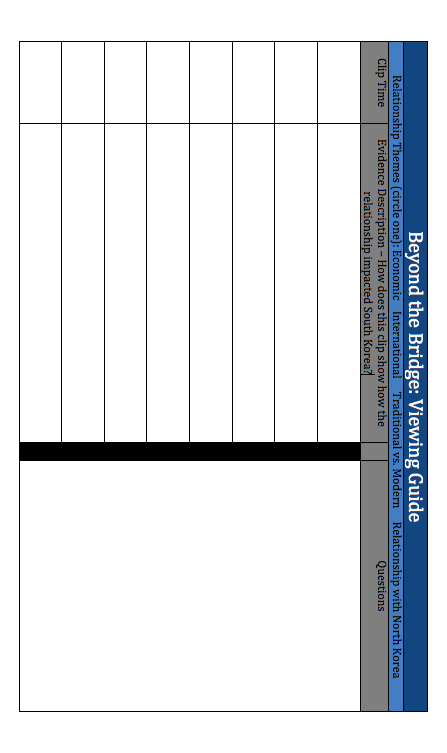 Beyond the Bridge: Viewing Guide
Relationship Themes (circle one): Economic International Traditional vs. Modern Relationship with North Korea
Clip Time
Evidence Description – How does this clip show how the
relationship impacted South Korea?
Questions